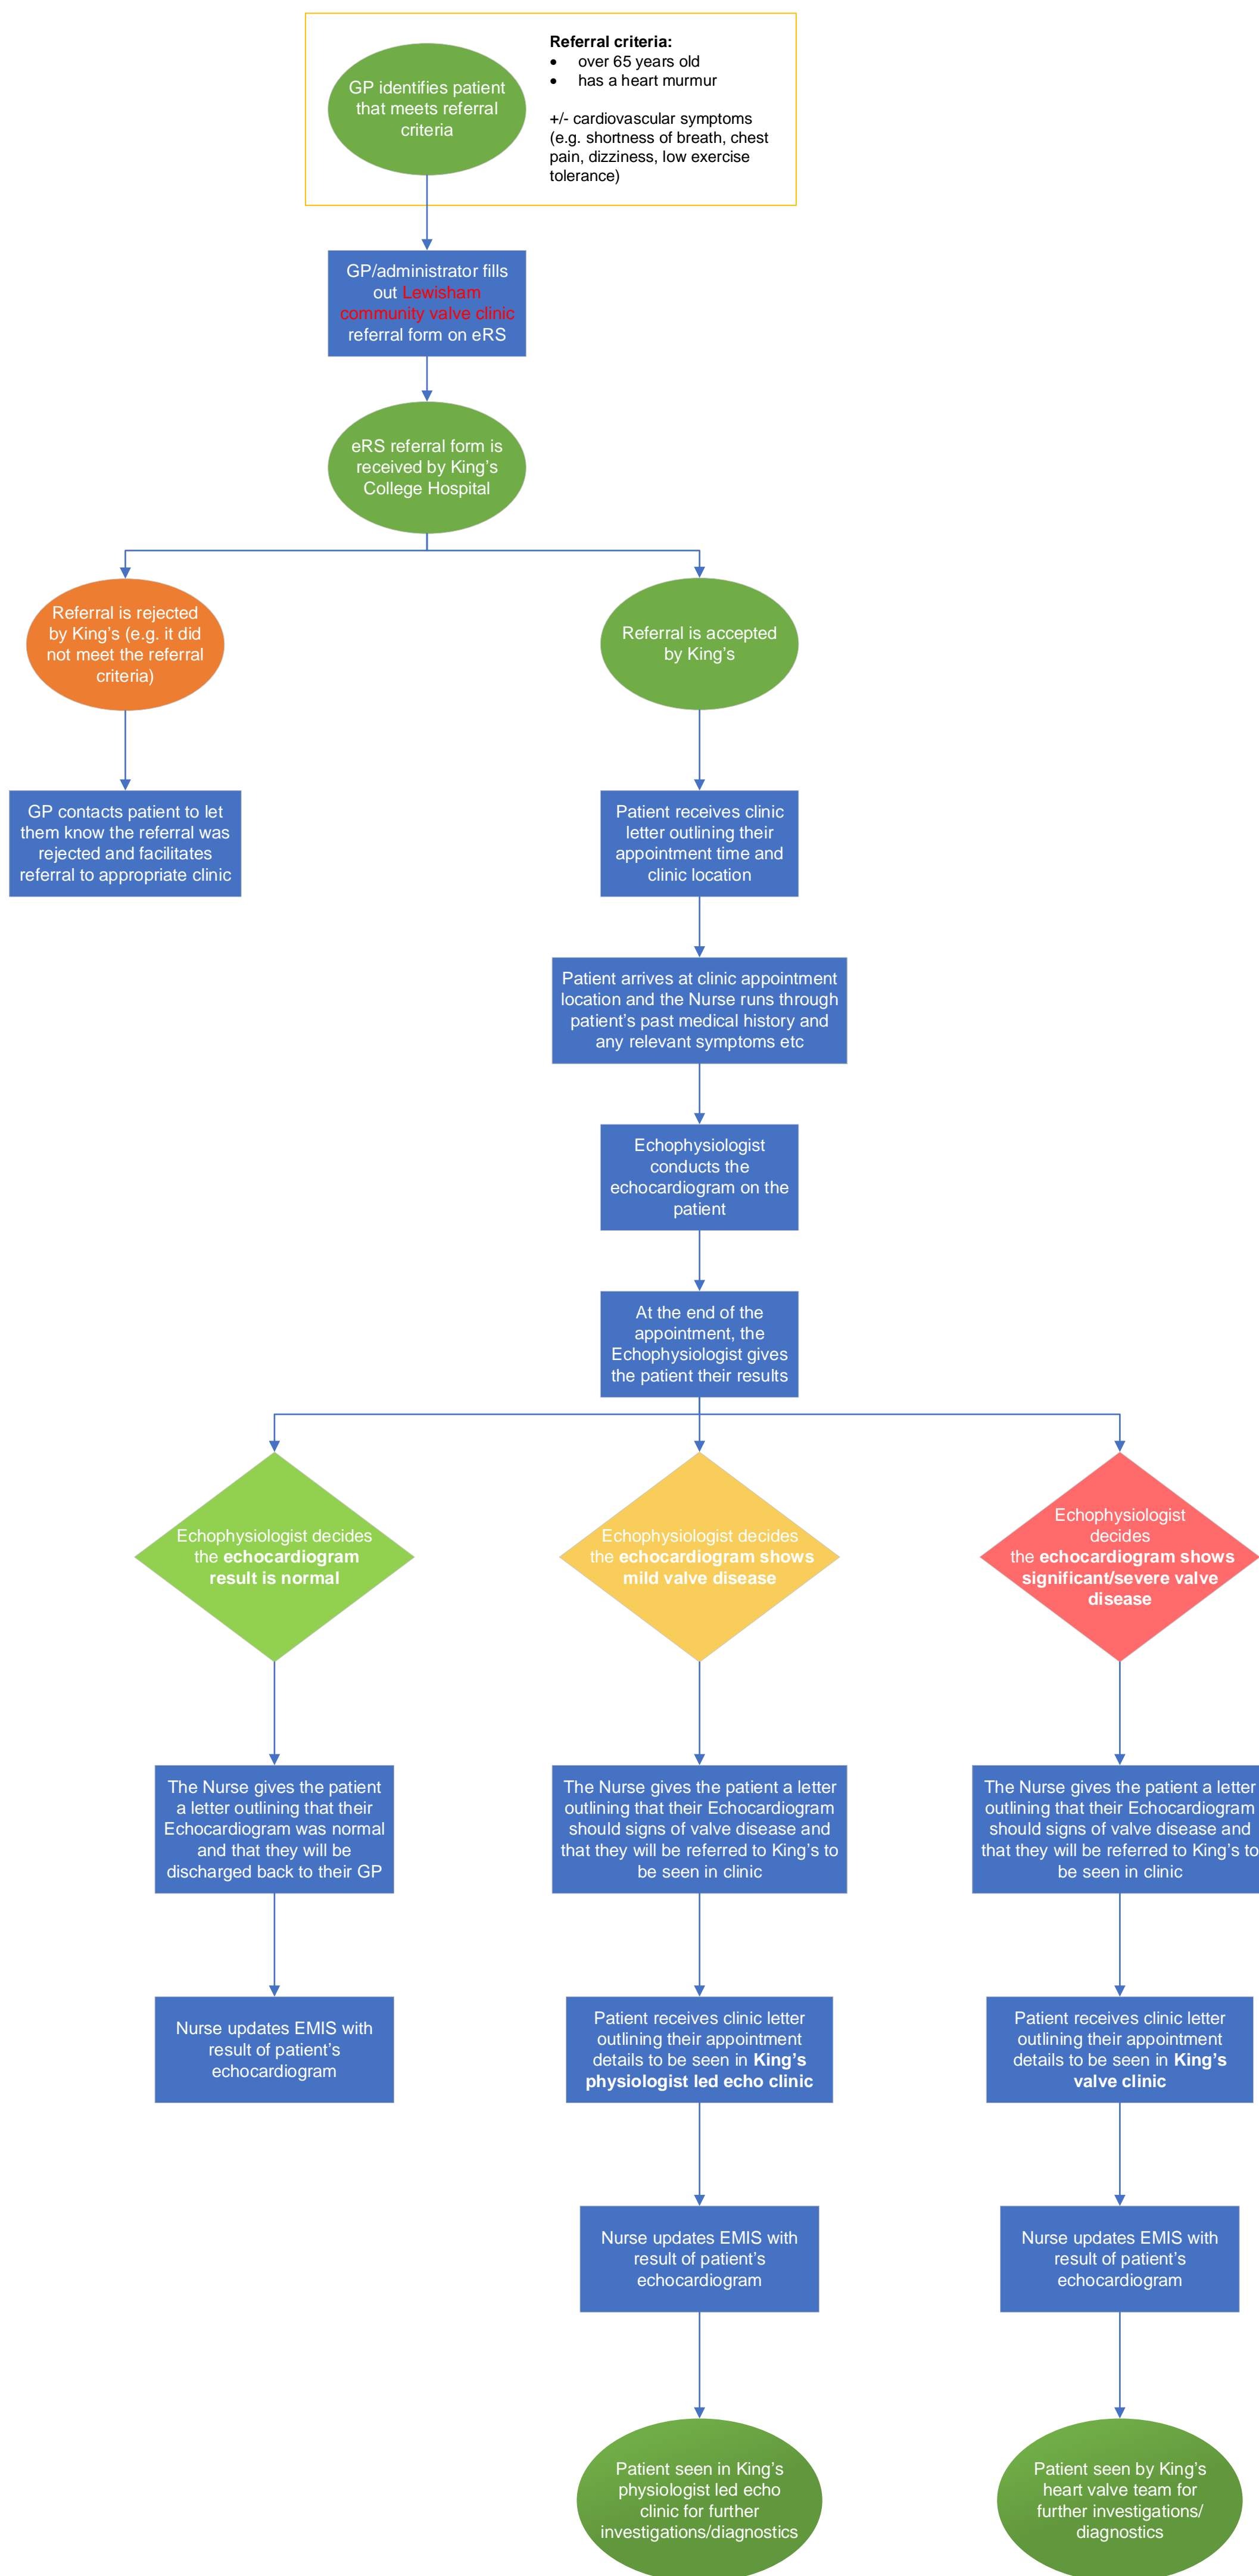 GP identifies patient
that meets referral
criteria
Referral criteria:
• over 65 years old
• has a heart murmur
+/- cardiovascular symptoms
(e.g. shortness of breath, chest
pain, dizziness, low exercise
tolerance)
GP/administrator fills
out Lewisham
community valve clinic
referral form on eRS
eRS referral form is
received by King's
College Hospital
Referral is rejected
by King's (e.g. it did
not meet the referral
criteria)
Referral is accepted
by King's
GP contacts patient to let
them know the referral was
rejected and facilitates
referral to appropriate clinic
Patient receives clinic
letter outlining their
appointment time and
clinic location
Patient arrives at clinic appointment
location and the Nurse runs through
patient's past medical history and
any relevant symptoms etc
Echophysiologist
conducts the
echocardiogram on the
patient
At the end of the
appointment, the
Echophysiologist gives
the patient their results
Echophysiologist decides
the echocardiogram
result is normal
Echophysiologist decides
the echocardiogram shows
mild valve disease
Echophysiologist
decides
the echocardiogram shows
significant/severe valve
disease
The Nurse gives the patient
a letter outlining that their
Echocardiogram was normal
and that they will be
discharged back to their GP
The Nurse gives the patient a letter
outlining that their Echocardiogram
should signs of valve disease and
that they will be referred to King's to
be seen in clinic
The Nurse gives the patient a letter
outlining that their Echocardiogram
should signs of valve disease and
that they will be referred to King's to
be seen in clinic
Nurse updates EMIS with
result of patient's
echocardiogram
Patient receives clinic letter
outlining their appointment
details to be seen in King's
physiologist led echo clinic
Patient receives clinic letter
outlining their appointment
details to be seen in King's
valve clinic
Nurse updates EMIS with
result of patient's
echocardiogram
Nurse updates EMIS with
result of patient's
echocardiogram
Patient seen in King's
physiologist led echo
clinic for further
investigations/diagnostics
Patient seen by King's
heart valve team for
further investigations/
diagnostics